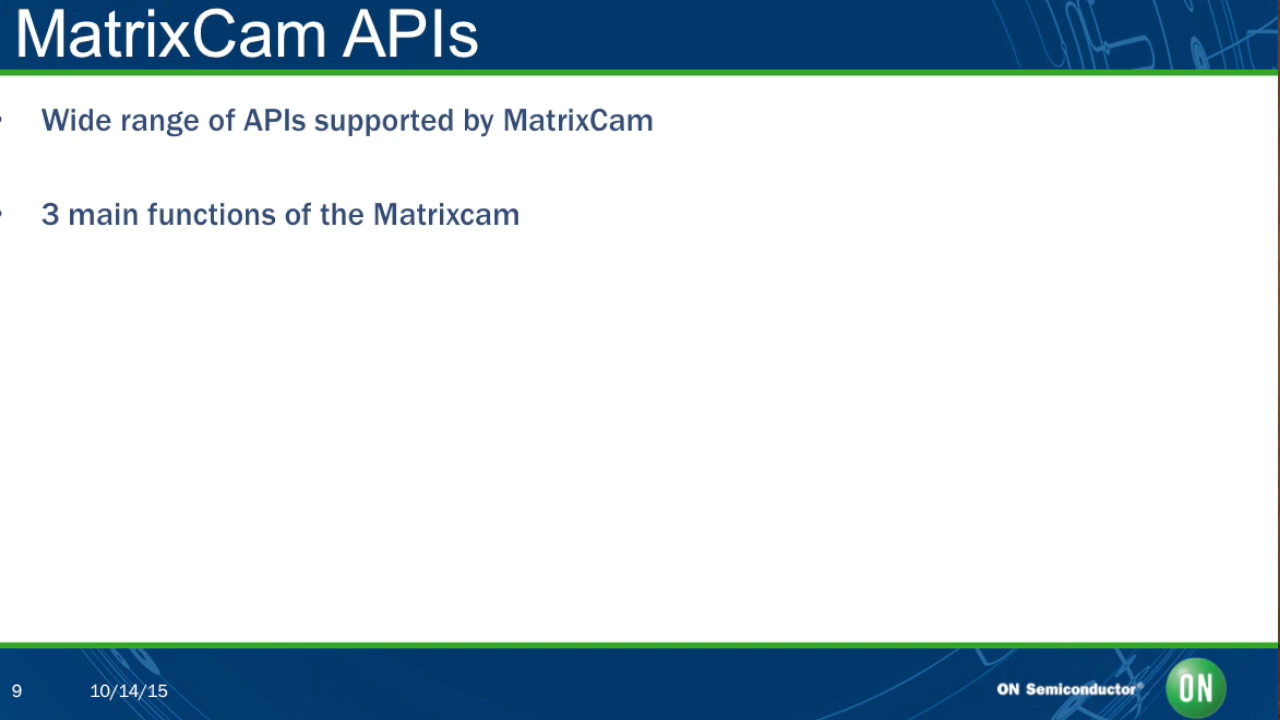 MatrixCam APIs
• Wide range of APIs supported by MatrixCam
• 3 main functions of the Matrixcam
9 10/14/15 ON Semiconductor® ON